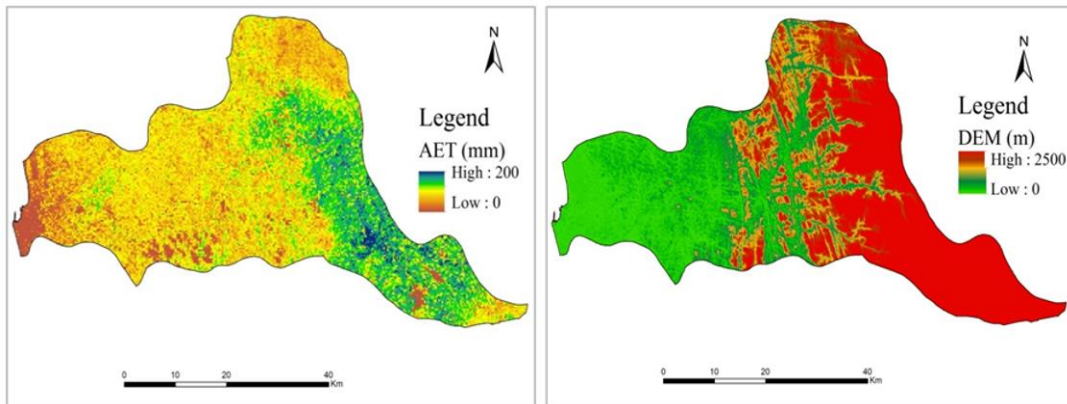 N
Legend
AET (mm)
High : 200
Low : 0
0 10 20 40
Km
N
Legend
DEM (m)
High : 2500
Low : 0
0 10 20 40
Km